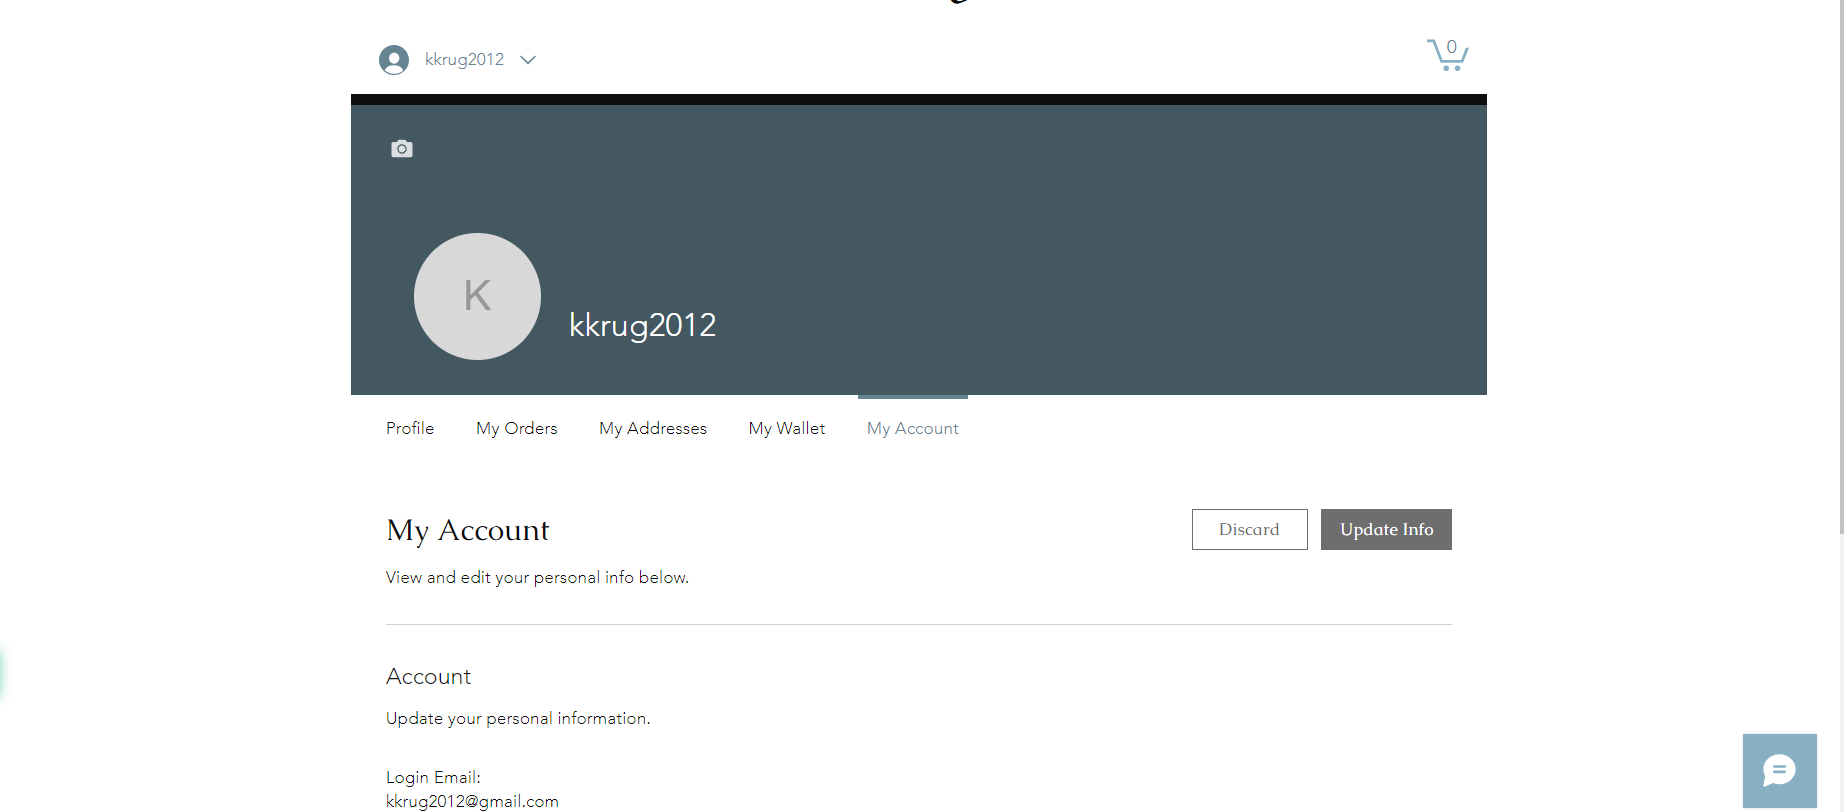 kkrug2012
0
K
kkrug2012
Profile My Orders My Addresses My Wallet My Account
My Account
Discard Update Info
View and edit your personal info below.
Account
Update your personal information.
Login Email:
kkrug2012@gmail.com